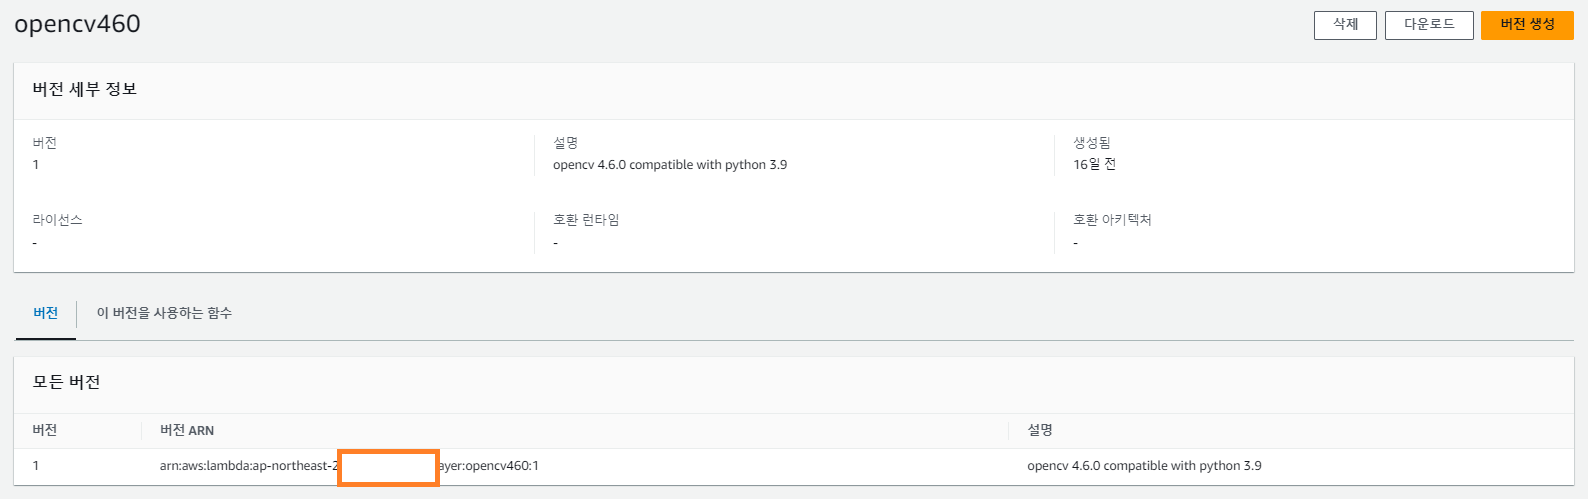 opencv460
삭제 다운로드 버전 생성
버전 세부 정보
버전 설명 생성됨
1 opencv 4.6.0 compatible with python 3.9 16일 전
라이선스 호환 런타임 호환 아키텍처
- - -
버전 이 버전을 사용하는 함수
모든 버전
버전 버전 ARN 설명
1 arn:aws:lambda:ap-northeast-2 ayer:opencv460:1 opencv 4.6.0 compatible with python 3.9